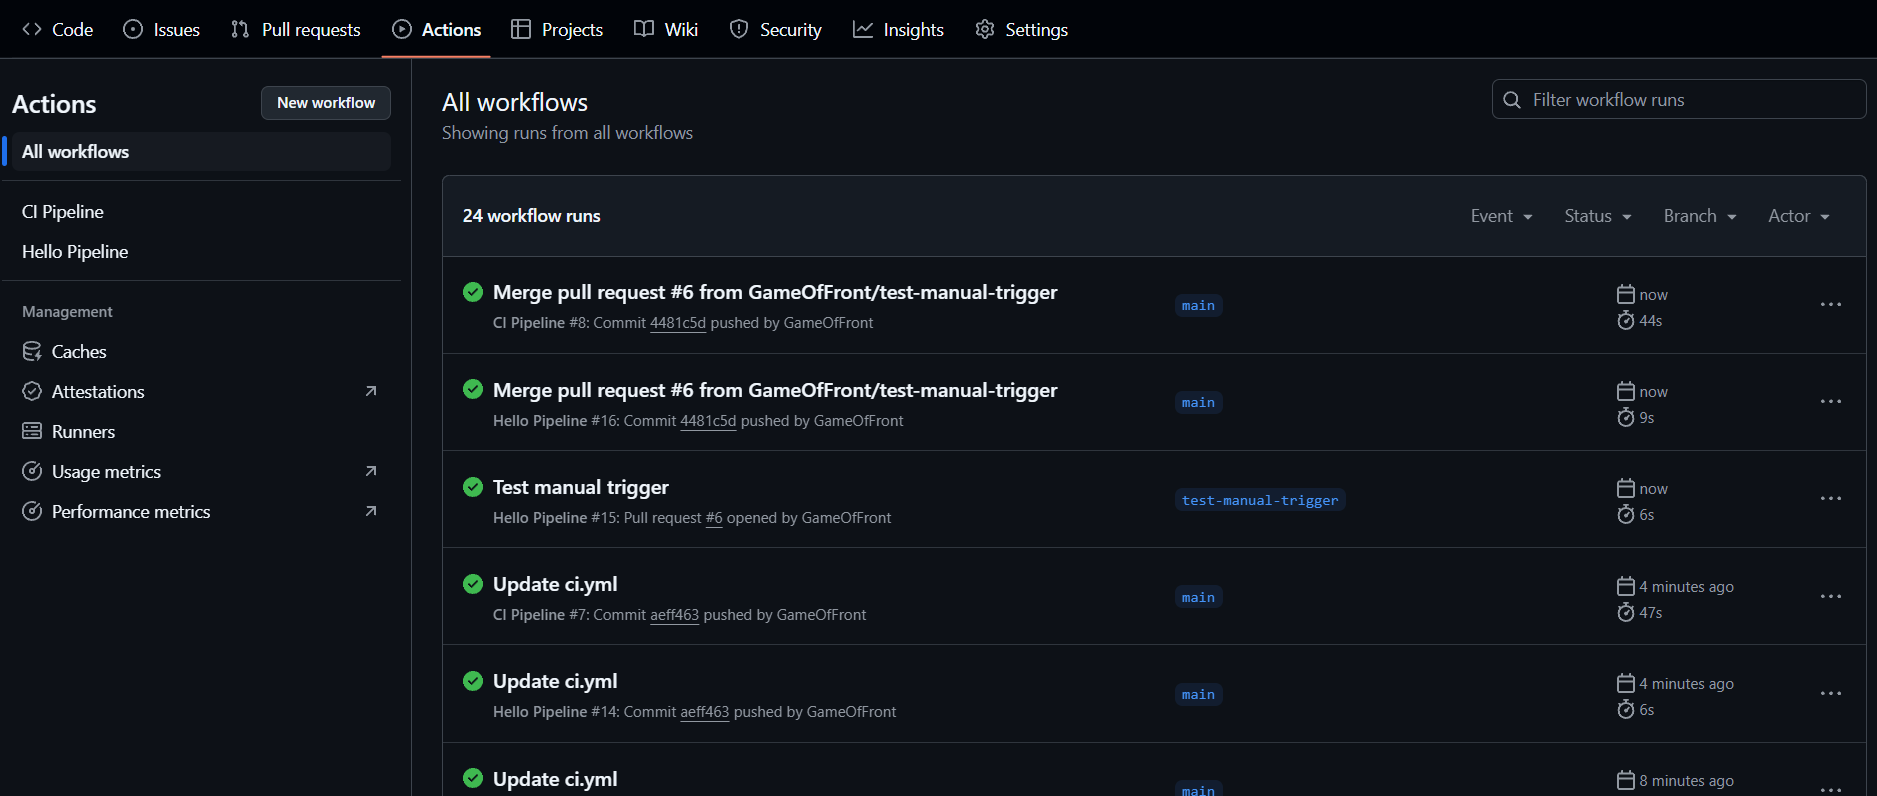 Code Issues Pull requests Actions Projects Wiki Security Insights Settings
Actions
New workflow
All workflows
CI Pipeline
Hello Pipeline
Management
Caches
Attestations
Runners
Usage metrics
Performance metrics
All workflows
Showing runs from all workflows
Filter workflow runs
24 workflow runs
Event Status Branch Actor
Merge pull request #6 from GameOfFront/test-manual-trigger
CI Pipeline #8: Commit 4481c5d pushed by GameOfFront
main
now
44s
Merge pull request #6 from GameOfFront/test-manual-trigger
Hello Pipeline #16: Commit 4481c5d pushed by GameOfFront
main
now
9s
Test manual trigger
Hello Pipeline #15: Pull request #6 opened by GameOfFront
test-manual-trigger
now
6s
Update ci.yml
CI Pipeline #7: Commit aeff463 pushed by GameOfFront
main
4 minutes ago
47s
Update ci.yml
Hello Pipeline #14: Commit aeff463 pushed by GameOfFront
main
4 minutes ago
6s
Update ci.yml
main
8 minutes ago